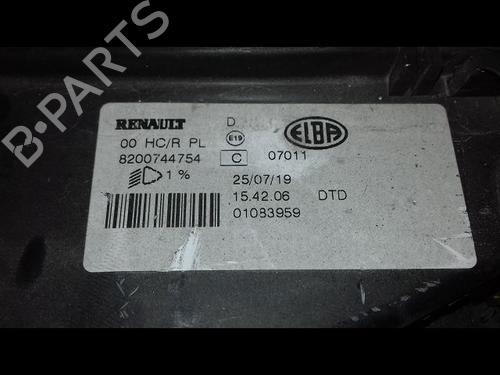 RENAULT D ELBA
00 HC/R PL E19
8200744754 C 07011
1 % 25/07/19
15.42.06 DTD
01083959
B-PARTS